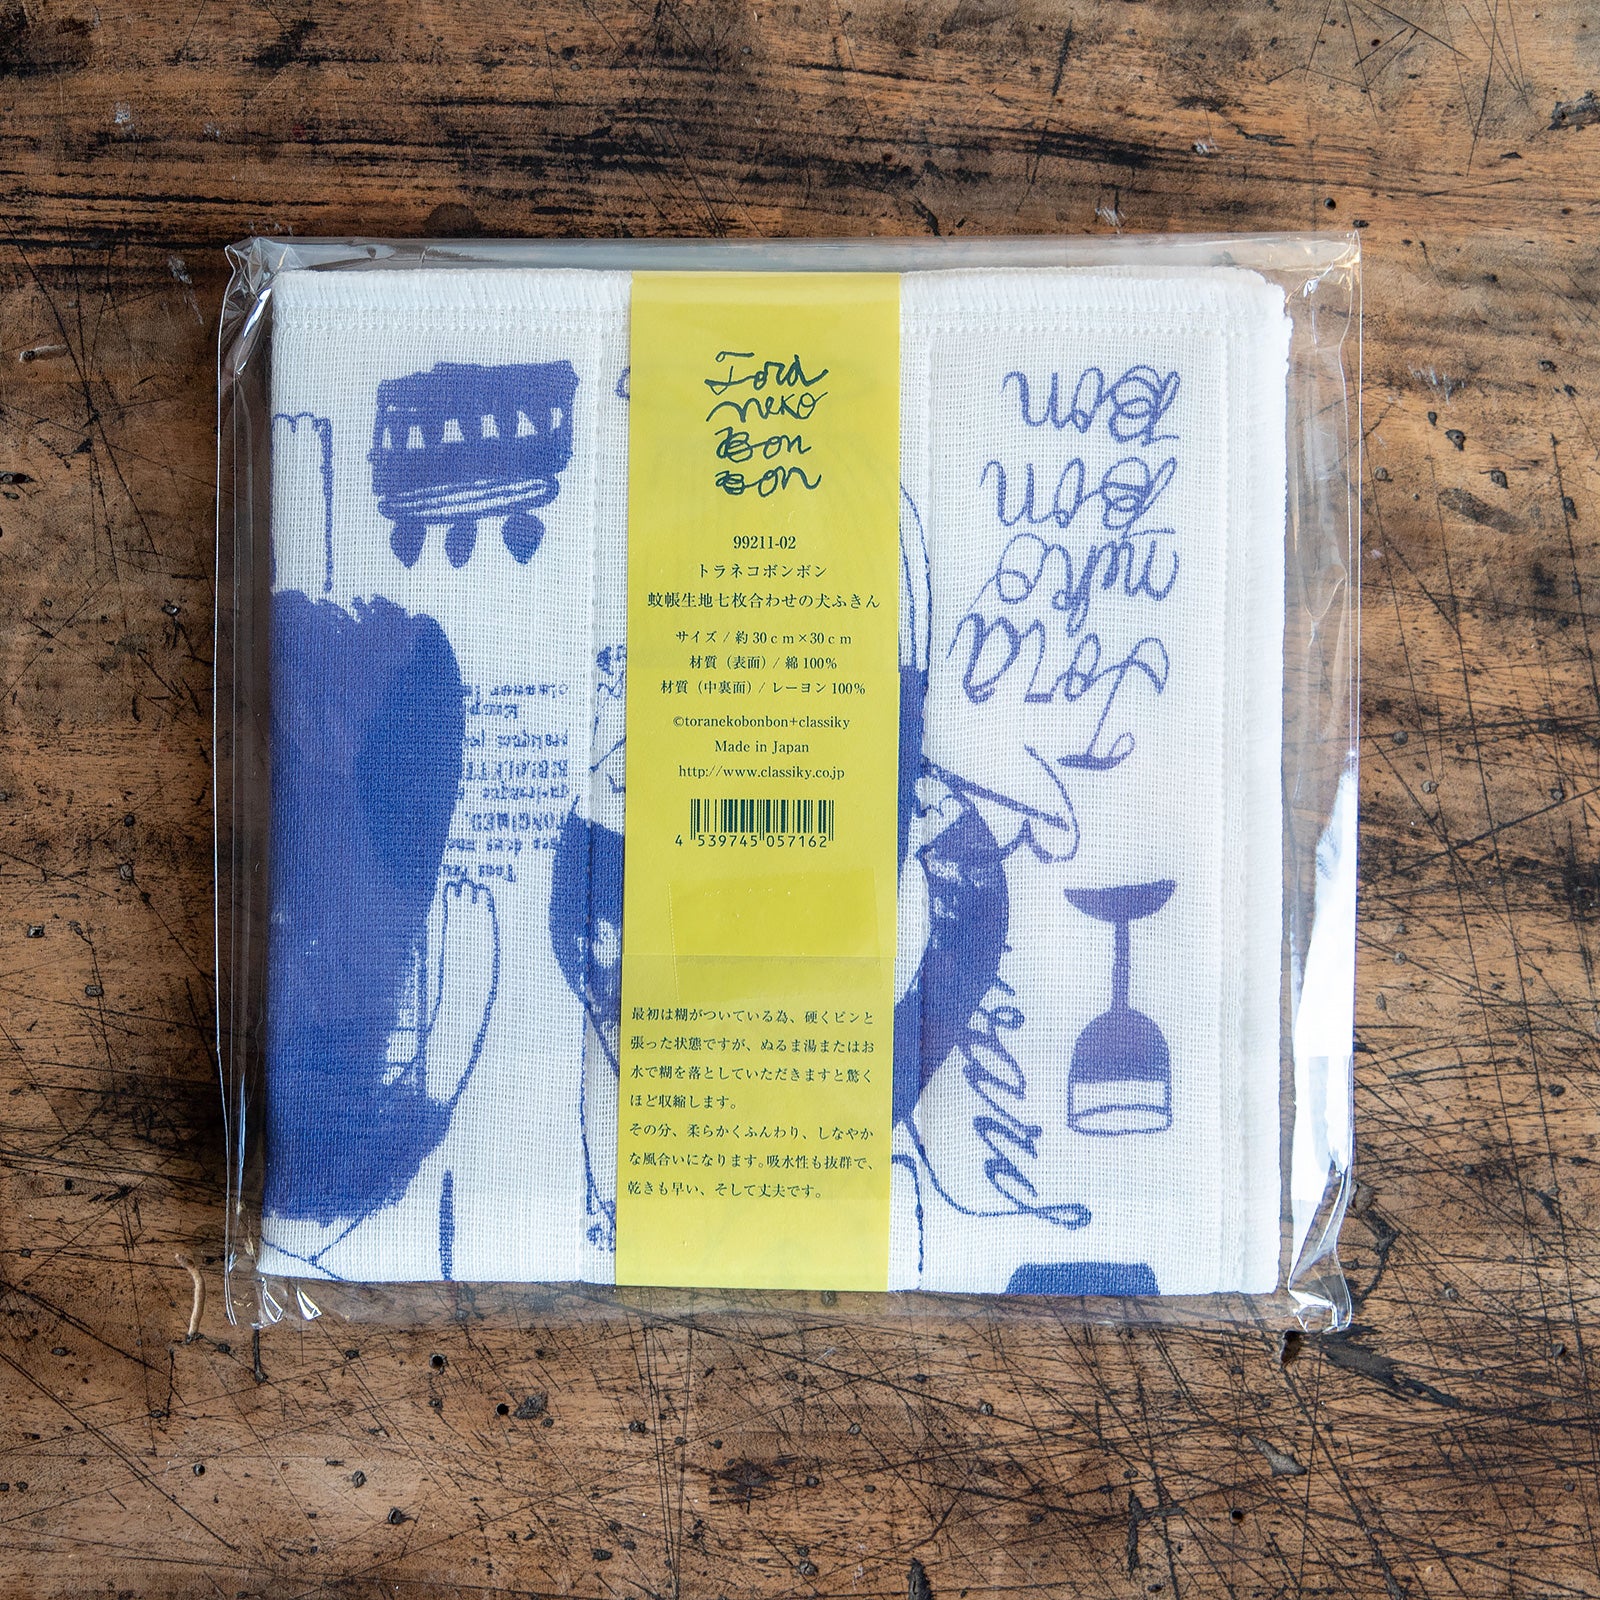 Tora
neko
Bon
Bon
99211-02
トラネコボンボン
蚊帳生地七枚合わせの犬ふきん
サイズ / 約 30ｃｍ×30ｃｍ
材質（表面）/ 綿 100%
材質（中裏面）/ レーヨン 100%
©toranekobonbon+classiky
Made in Japan
http://www.classiky.co.jp
4 539745 057162
最初は糊がついている為、硬くピンと
張った状態ですが、ぬるま湯またはお
水で糊を落としていただきますと驚く
ほど収縮します。
その分、柔らかくふんわり、しなやか
な風合いになります。吸水性も抜群で、
乾きも早い、そして丈夫です。
Tora
neko
Bon
Bon